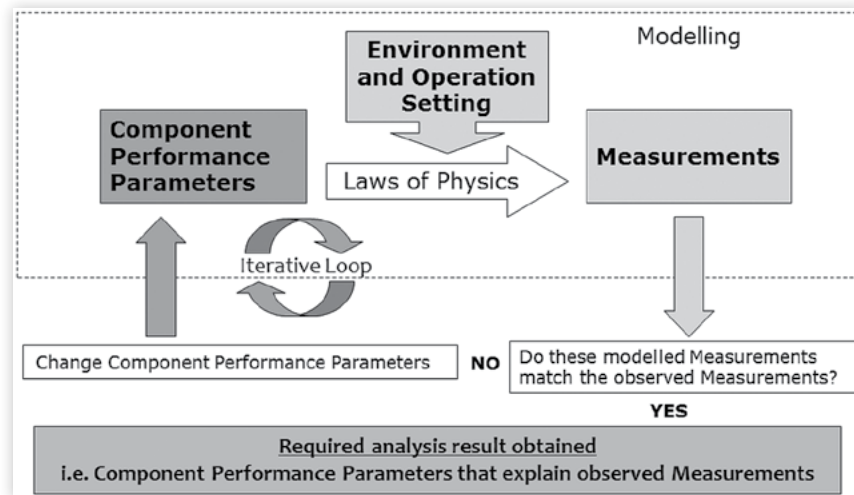 Modelling
Environment
and Operation
Setting
Component
Performance
Parameters
Laws of Physics
Measurements
Iterative Loop
Change Component Performance Parameters
NO
Do these modelled Measurements
match the observed Measurements?
YES
Required analysis result obtained
i.e. Component Performance Parameters that explain observed Measurements